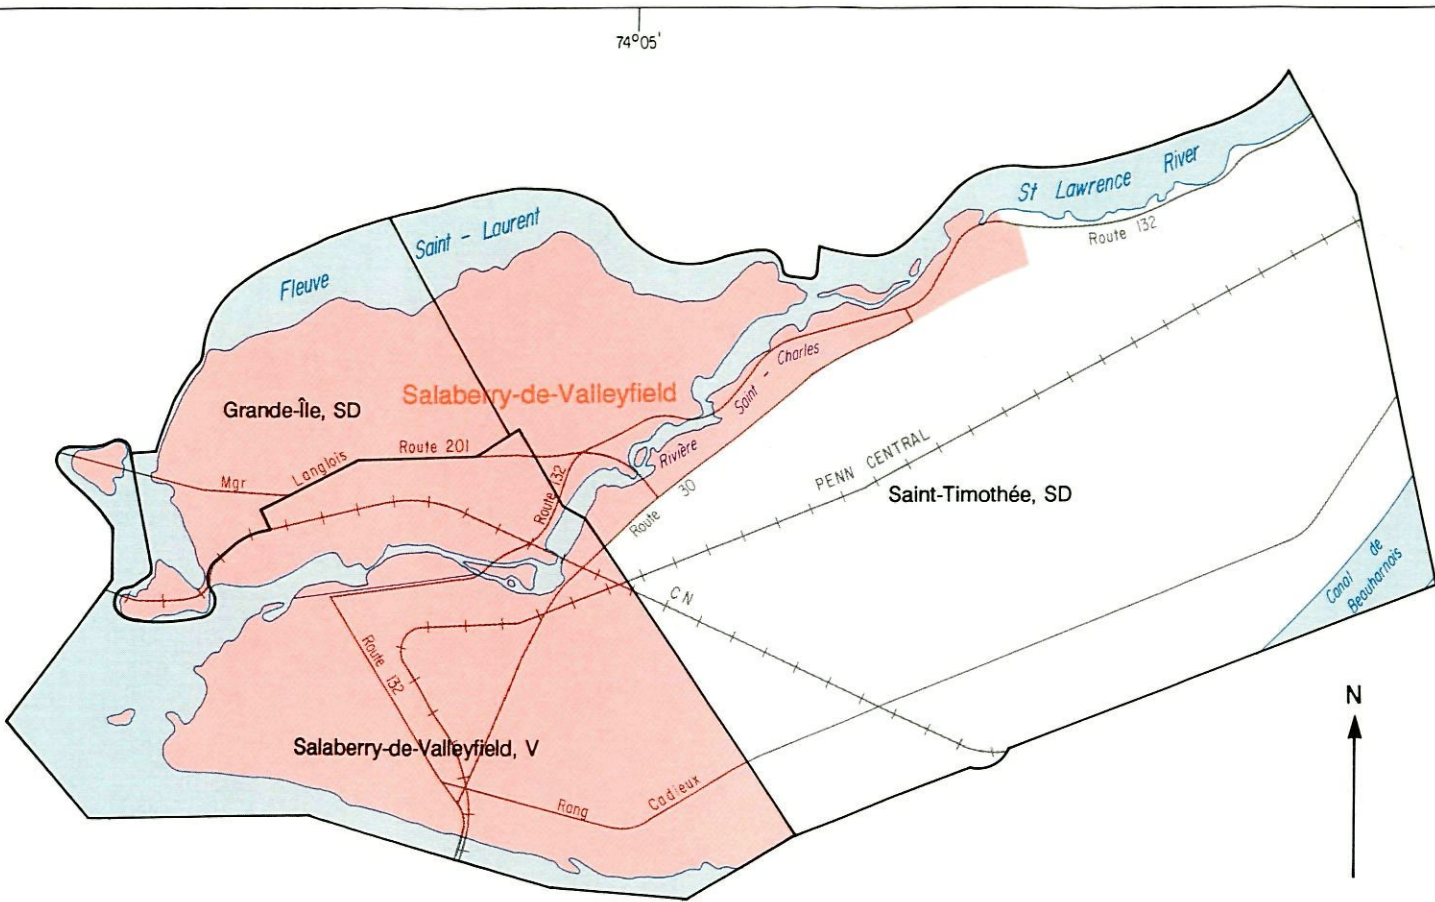 74°05'
St Lawrence River
Route 132
Saint - Laurent
Fleuve
Saint - Charles
Rivière
Salaberry-de-Valleyfield
Grande-Île, SD
Route 201
Mgr Langlois
Route 132
Route 30
PENN CENTRAL
Saint-Timothée, SD
CN
Canal de
Beauharnois
Route 132
N
Salaberry-de-Valleyfield, V
Rang Cadieux